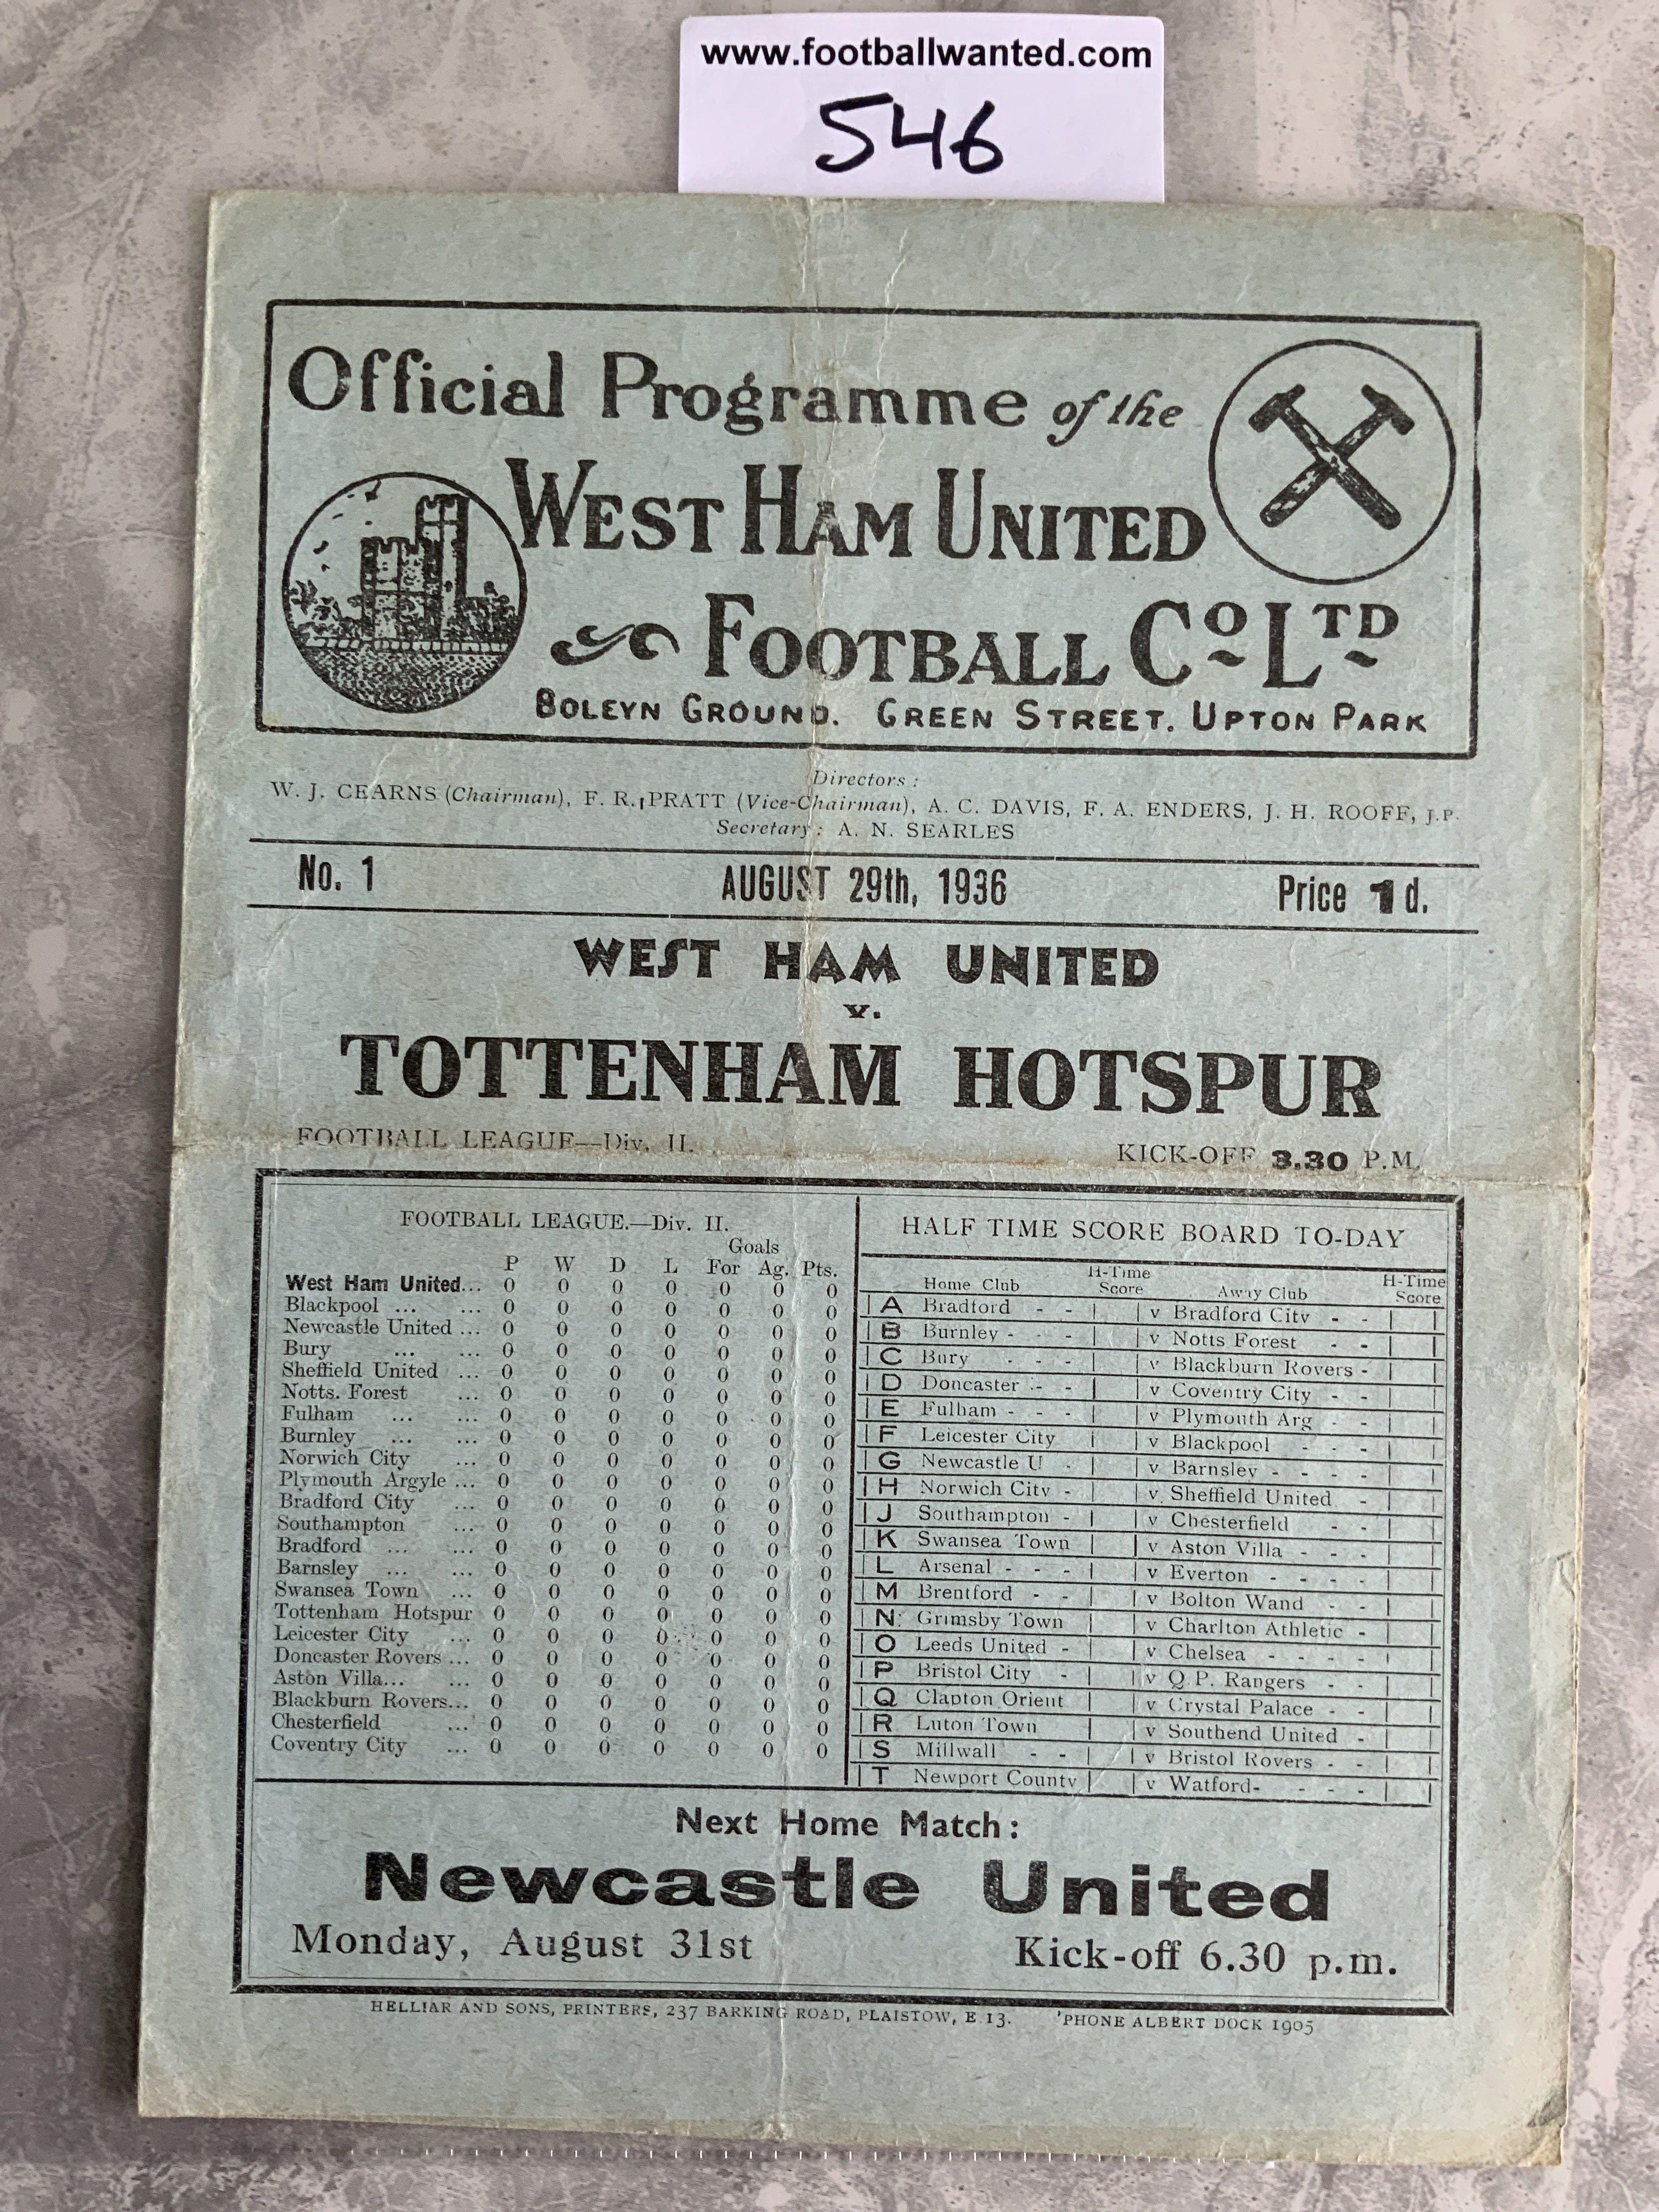 www.footballwanted.com
546
Official Programme of the
WEST HAM UNITED
FOOTBALL CO LTD
BOLEYN GROUND. GREEN STREET. UPTON PARK
Directors :
W. J. CEARNS (Chairman), F. R. PRATT (Vice-Chairman), A. C. DAVIS, F. A. ENDERS, J. H. ROOFF, J.P.
Secretary : A. N. SEARLES
No. 1 AUGUST 29th, 1936 Price 1d.
WEST HAM UNITED
v.
TOTTENHAM HOTSPUR
FOOTBALL LEAGUE—Div. II. KICK-OFF 3.30 P.M.
FOOTBALL LEAGUE.—Div. II.
Goals
P W D L For Ag. Pts.
West Ham United... 0 0 0 0 0 0 0
Blackpool ... ... 0 0 0 0 0 0 0
Newcastle United ... 0 0 0 0 0 0 0
Bury ... ... 0 0 0 0 0 0 0
Sheffield United ... 0 0 0 0 0 0 0
Notts. Forest ... 0 0 0 0 0 0 0
Fulham ... ... 0 0 0 0 0 0 0
Burnley ... ... 0 0 0 0 0 0 0
Norwich City ... 0 0 0 0 0 0 0
Plymouth Argyle ... 0 0 0 0 0 0 0
Bradford City ... 0 0 0 0 0 0 0
Southampton ... 0 0 0 0 0 0 0
Bradford ... ... 0 0 0 0 0 0 0
Barnsley ... ... 0 0 0 0 0 0 0
Swansea Town ... 0 0 0 0 0 0 0
Tottenham Hotspur 0 0 0 0 0 0 0
Leicester City ... 0 0 0 0 0 0 0
Doncaster Rovers ... 0 0 0 0 0 0 0
Aston Villa... ... 0 0 0 0 0 0 0
Blackburn Rovers... 0 0 0 0 0 0 0
Chesterfield ... 0 0 0 0 0 0 0
Coventry City ... 0 0 0 0 0 0 0
HALF TIME SCORE BOARD TO-DAY
Home Club H-Time Score Away Club H-Time Score
A Bradford - - v Bradford City - -
B Burnley - - - v Notts Forest - -
C Bury - - - v Blackburn Rovers -
D Doncaster - - v Coventry City - -
E Fulham - - - v Plymouth Arg - -
F Leicester City v Blackpool - - -
G Newcastle U - v Barnsley - - - -
H Norwich City - v Sheffield United -
J Southampton - v Chesterfield - -
K Swansea Town v Aston Villa - - -
L Arsenal - - - v Everton - - - -
M Brentford - - v Bolton Wand - -
N Grimsby Town v Charlton Athletic -
O Leeds United - v Chelsea - - - -
P Bristol City - v Q.P. Rangers - -
Q Clapton Orient v Crystal Palace - -
R Luton Town v Southend United -
S Millwall - - v Bristol Rovers - -
T Newport County v Watford- - - -
Next Home Match :
Newcastle United
Monday, August 31st Kick-off 6.30 p.m.
HELLIAR AND SONS, PRINTERS, 237 BARKING ROAD, PLAISTOW, E.13. 'PHONE ALBERT DOCK 1905